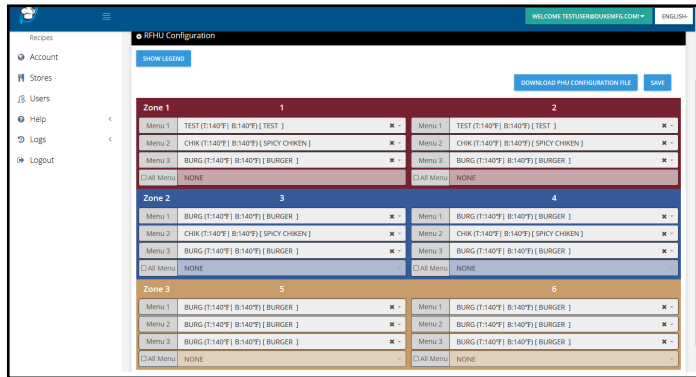 WELCOME TESTUSER@DUKEMFG.COM! ENGLISH
Recipes
Account
Stores
Users
Help
Logs
Logout
RFHU Configuration
SHOW LEGEND
DOWNLOAD PHU CONFIGURATION FILE SAVE
Zone 1 1 2
Menu 1 TEST (T:140°F| B:140°F) [ TEST ] Menu 1 TEST (T:140°F| B:140°F) [ TEST ]
Menu 2 CHIK (T:140°F| B:140°F) [ SPICY CHIKEN ] Menu 2 CHIK (T:140°F| B:140°F) [ SPICY CHIKEN ]
Menu 3 BURG (T:140°F| B:140°F) [ BURGER ] Menu 3 BURG (T:140°F| B:140°F) [ BURGER ]
All Menu NONE All Menu NONE
Zone 2 3 4
Menu 1 BURG (T:140°F| B:140°F) [ BURGER ] Menu 1 BURG (T:140°F| B:140°F) [ BURGER ]
Menu 2 CHIK (T:140°F| B:140°F) [ SPICY CHIKEN ] Menu 2 CHIK (T:140°F| B:140°F) [ SPICY CHIKEN ]
Menu 3 BURG (T:140°F| B:140°F) [ BURGER ] Menu 3 BURG (T:140°F| B:140°F) [ BURGER ]
All Menu NONE All Menu NONE
Zone 3 5 6
Menu 1 BURG (T:140°F| B:140°F) [ BURGER ] Menu 1 BURG (T:140°F| B:140°F) [ BURGER ]
Menu 2 BURG (T:140°F| B:140°F) [ BURGER ] Menu 2 BURG (T:140°F| B:140°F) [ BURGER ]
Menu 3 BURG (T:140°F| B:140°F) [ BURGER ] Menu 3 BURG (T:140°F| B:140°F) [ BURGER ]
All Menu NONE All Menu NONE